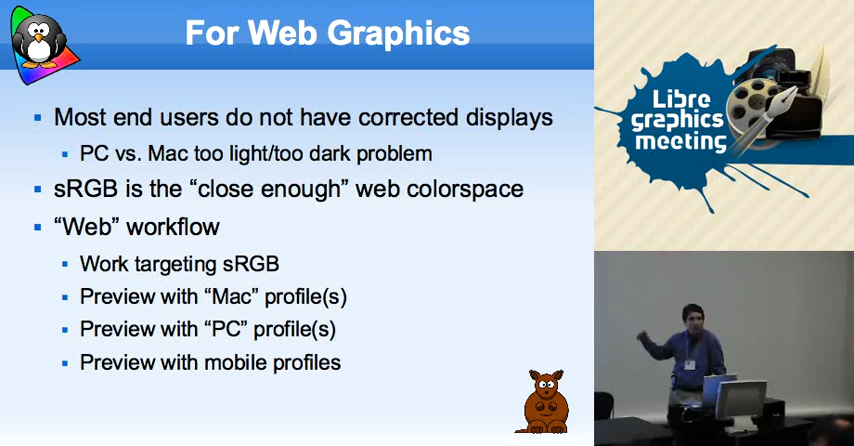 For Web Graphics
Most end users do not have corrected displays
PC vs. Mac too light/too dark problem
sRGB is the “close enough” web colorspace
“Web” workflow
Work targeting sRGB
Preview with “Mac” profile(s)
Preview with “PC” profile(s)
Preview with mobile profiles
Libre
graphics
meeting